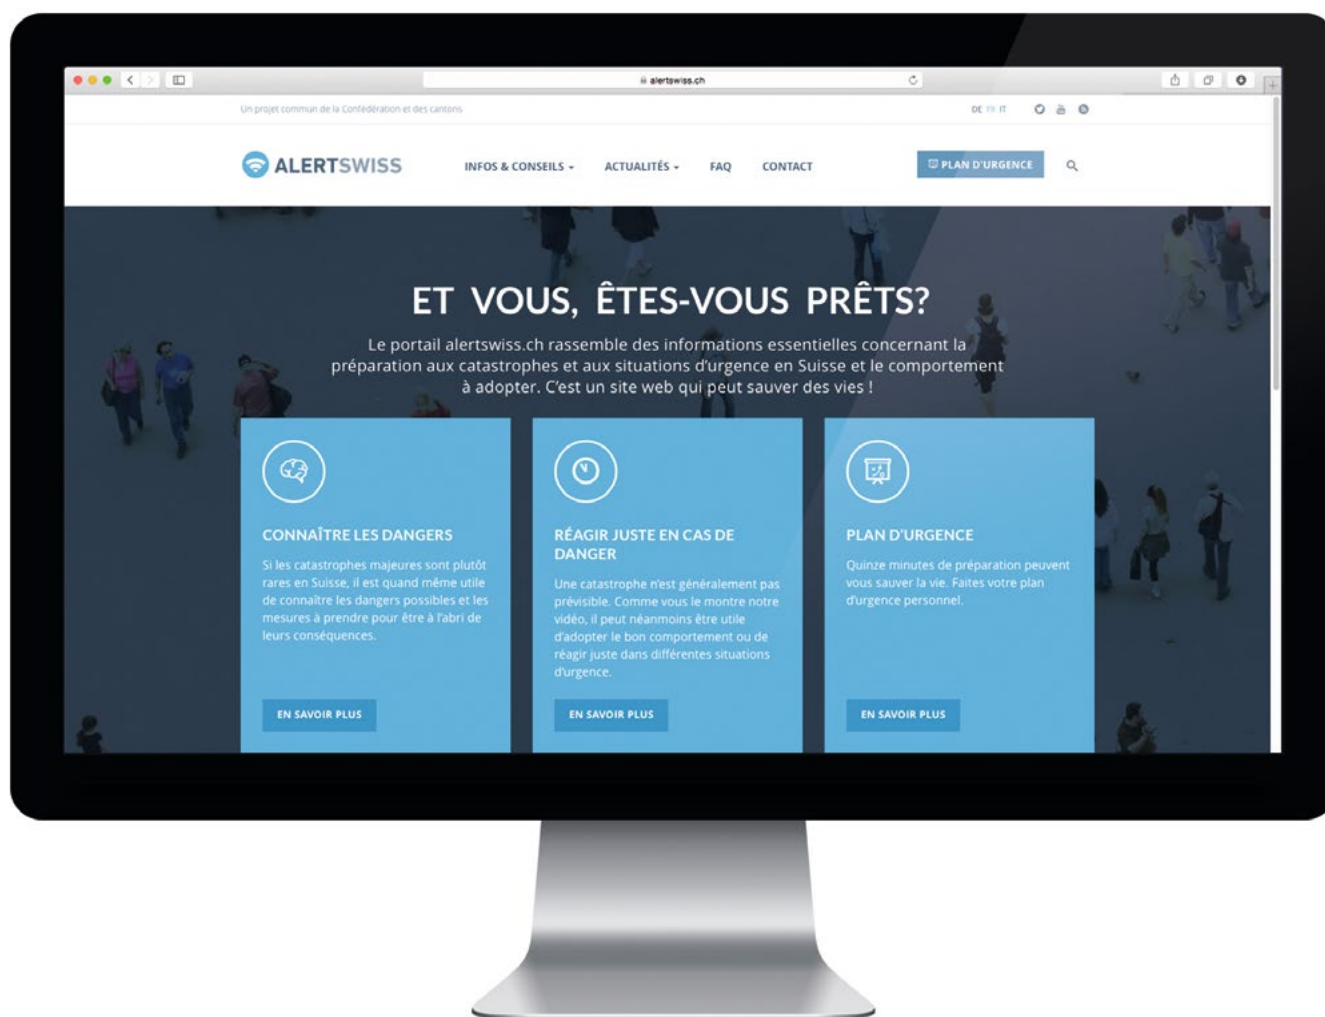 alertswiss.ch
Un projet commun de la Confédération et des cantons
DE FR IT
ALERTSWISS
INFOS & CONSEILS
ACTUALITÉS
FAQ
CONTACT
PLAN D'URGENCE
ET VOUS, ÊTES-VOUS PRÊTS?
Le portail alertswiss.ch rassemble des informations essentielles concernant la
préparation aux catastrophes et aux situations d'urgence en Suisse et le comportement
à adopter. C'est un site web qui peut sauver des vies !
CONNAÎTRE LES DANGERS
Si les catastrophes majeures sont plutôt
rares en Suisse, il est quand même utile
de connaître les dangers possibles et les
mesures à prendre pour être à l'abri de
leurs conséquences.
EN SAVOIR PLUS
RÉAGIR JUSTE EN CAS DE
DANGER
Une catastrophe n'est généralement pas
prévisible. Comme vous le montre notre
vidéo, il peut néanmoins être utile
d'adopter le bon comportement ou de
réagir juste dans différentes situations
d'urgence.
EN SAVOIR PLUS
PLAN D'URGENCE
Quinze minutes de préparation peuvent
vous sauver la vie. Faites votre plan
d'urgence personnel.
EN SAVOIR PLUS